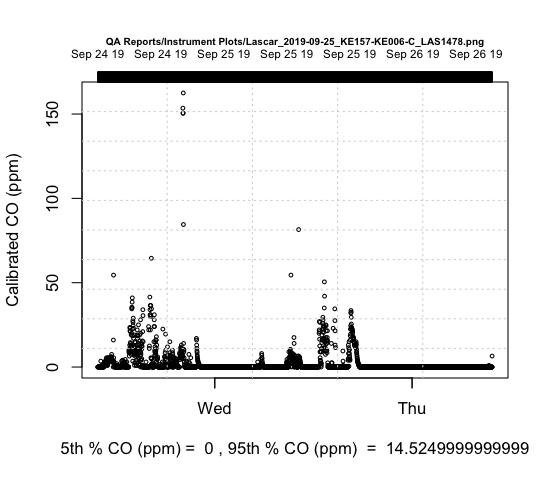 QA Reports/Instrument Plots/Lascar_2019-09-25_KE157-KE006-C_LAS1478.png
Sep 24 19 Sep 24 19 Sep 25 19 Sep 25 19 Sep 25 19 Sep 26 19 Sep 26 19
Calibrated CO (ppm)
150
100
50
0
Wed Thu
5th % CO (ppm) = 0 , 95th % CO (ppm) = 14.5249999999999